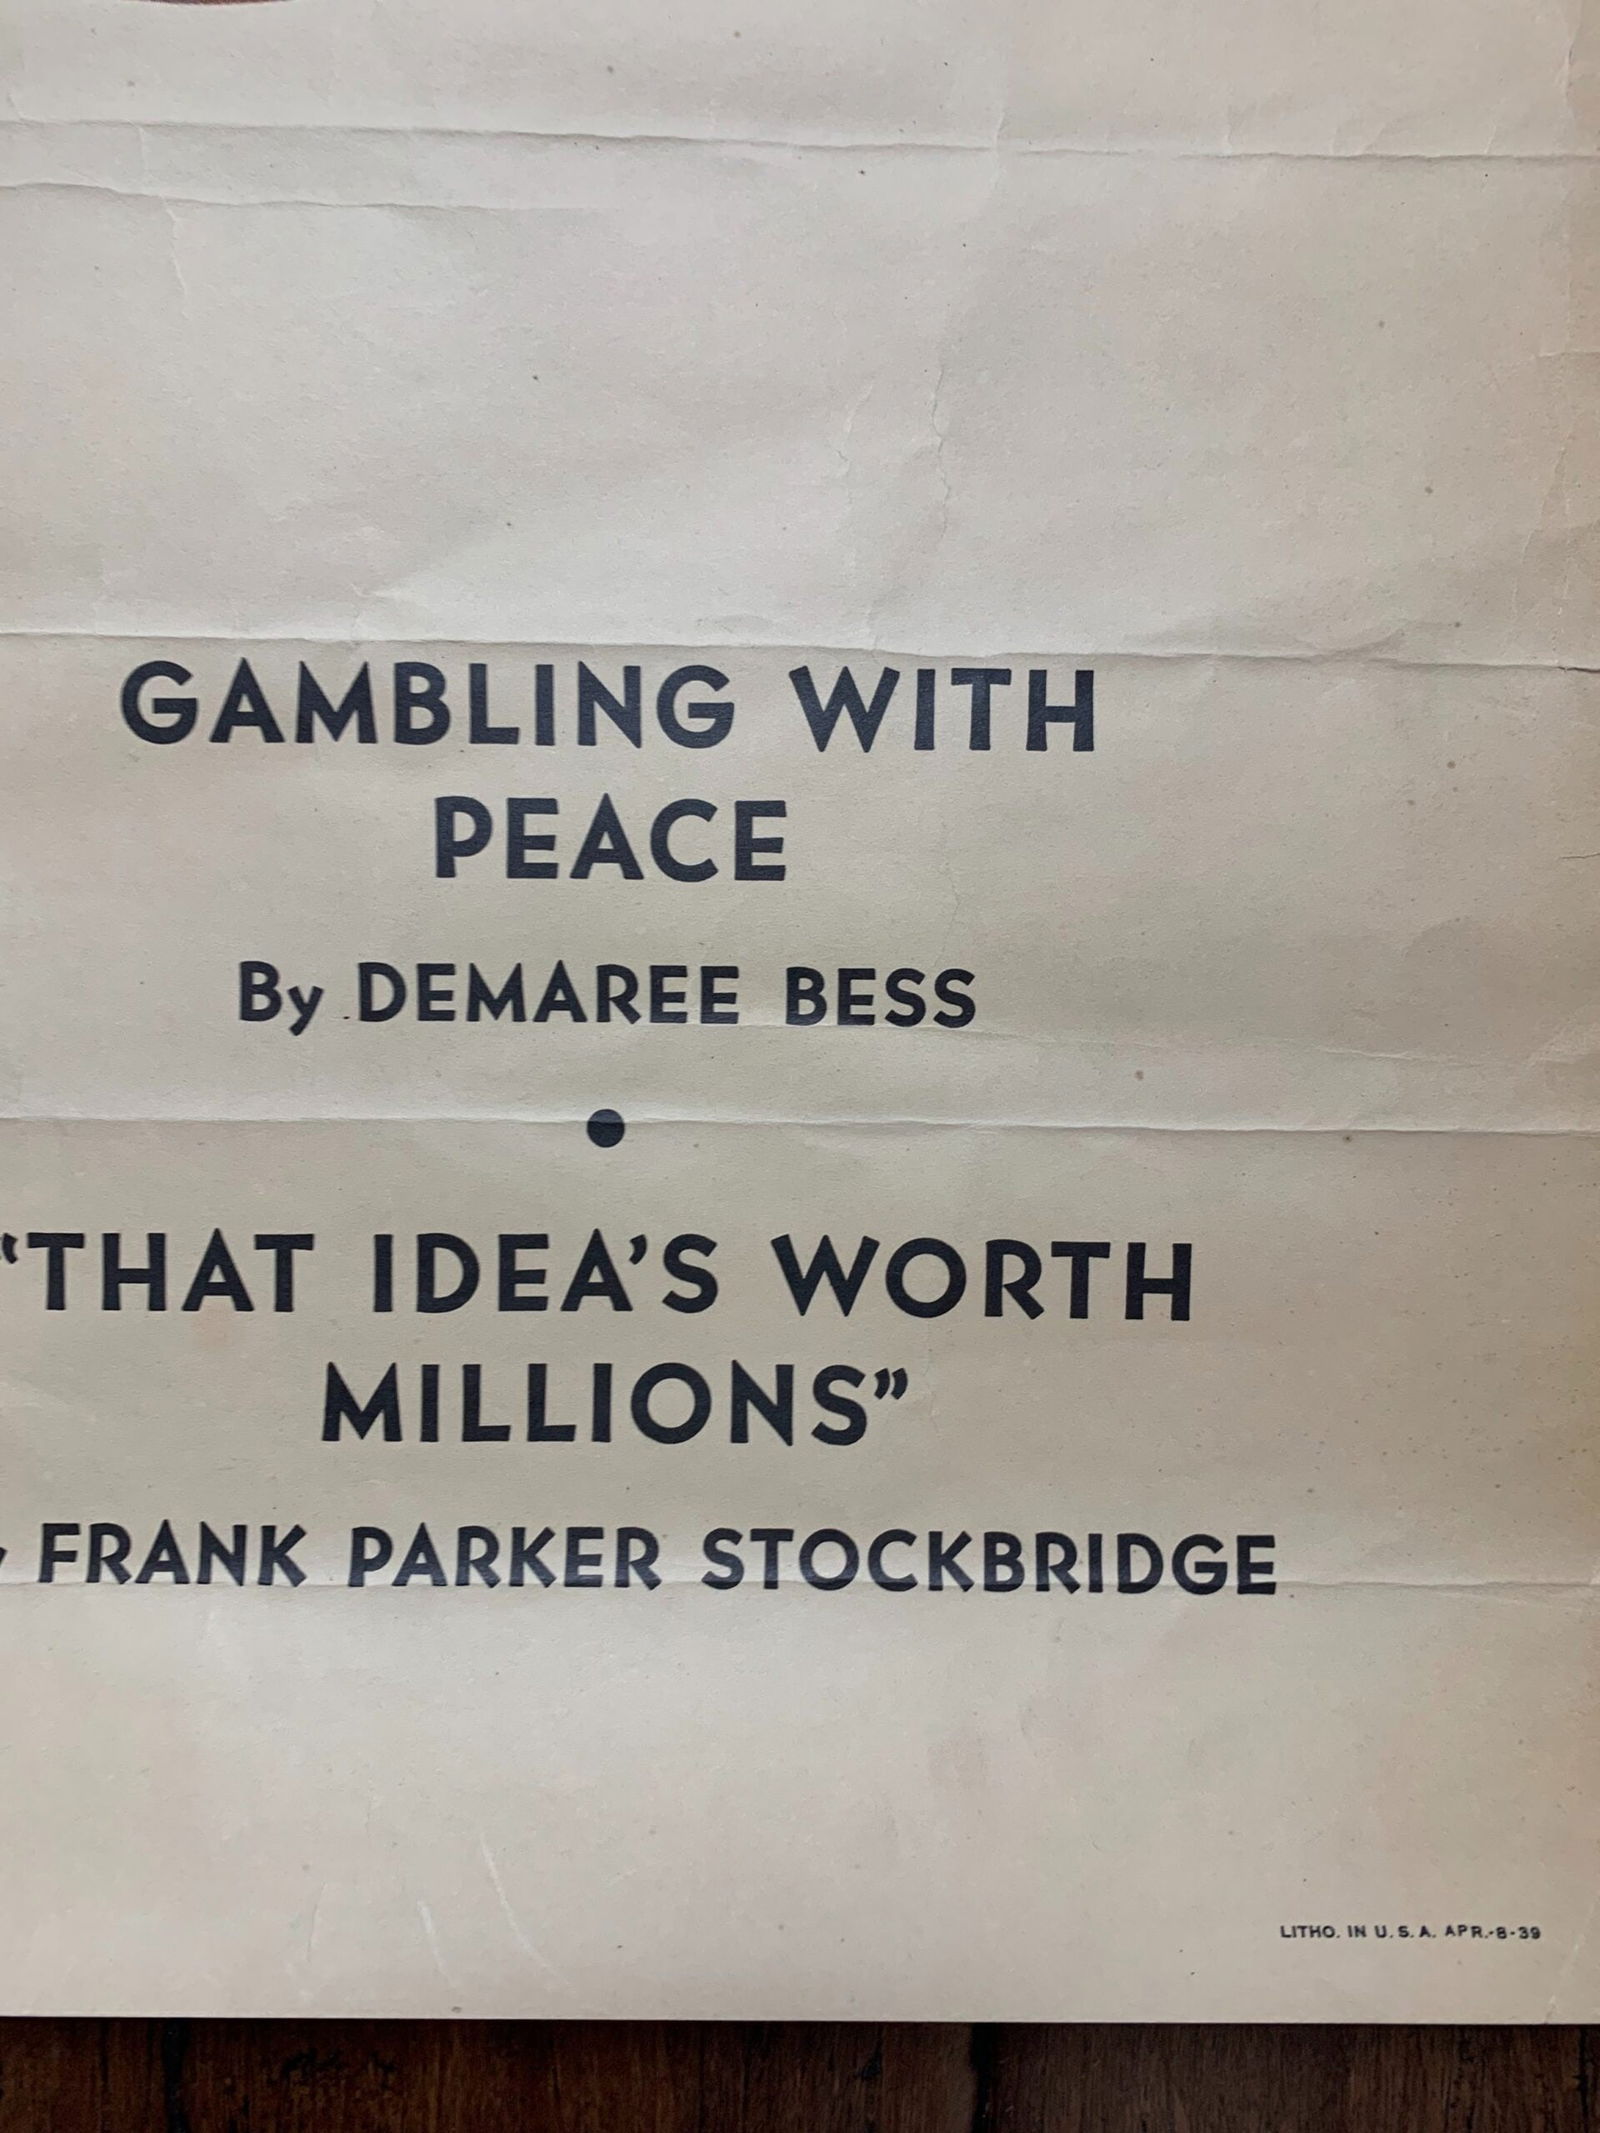 GAMBLING WITH
PEACE
By DEMAREE BESS
•
“THAT IDEA’S WORTH
MILLIONS”
FRANK PARKER STOCKBRIDGE
LITHO. IN U.S.A. APR.-8-39